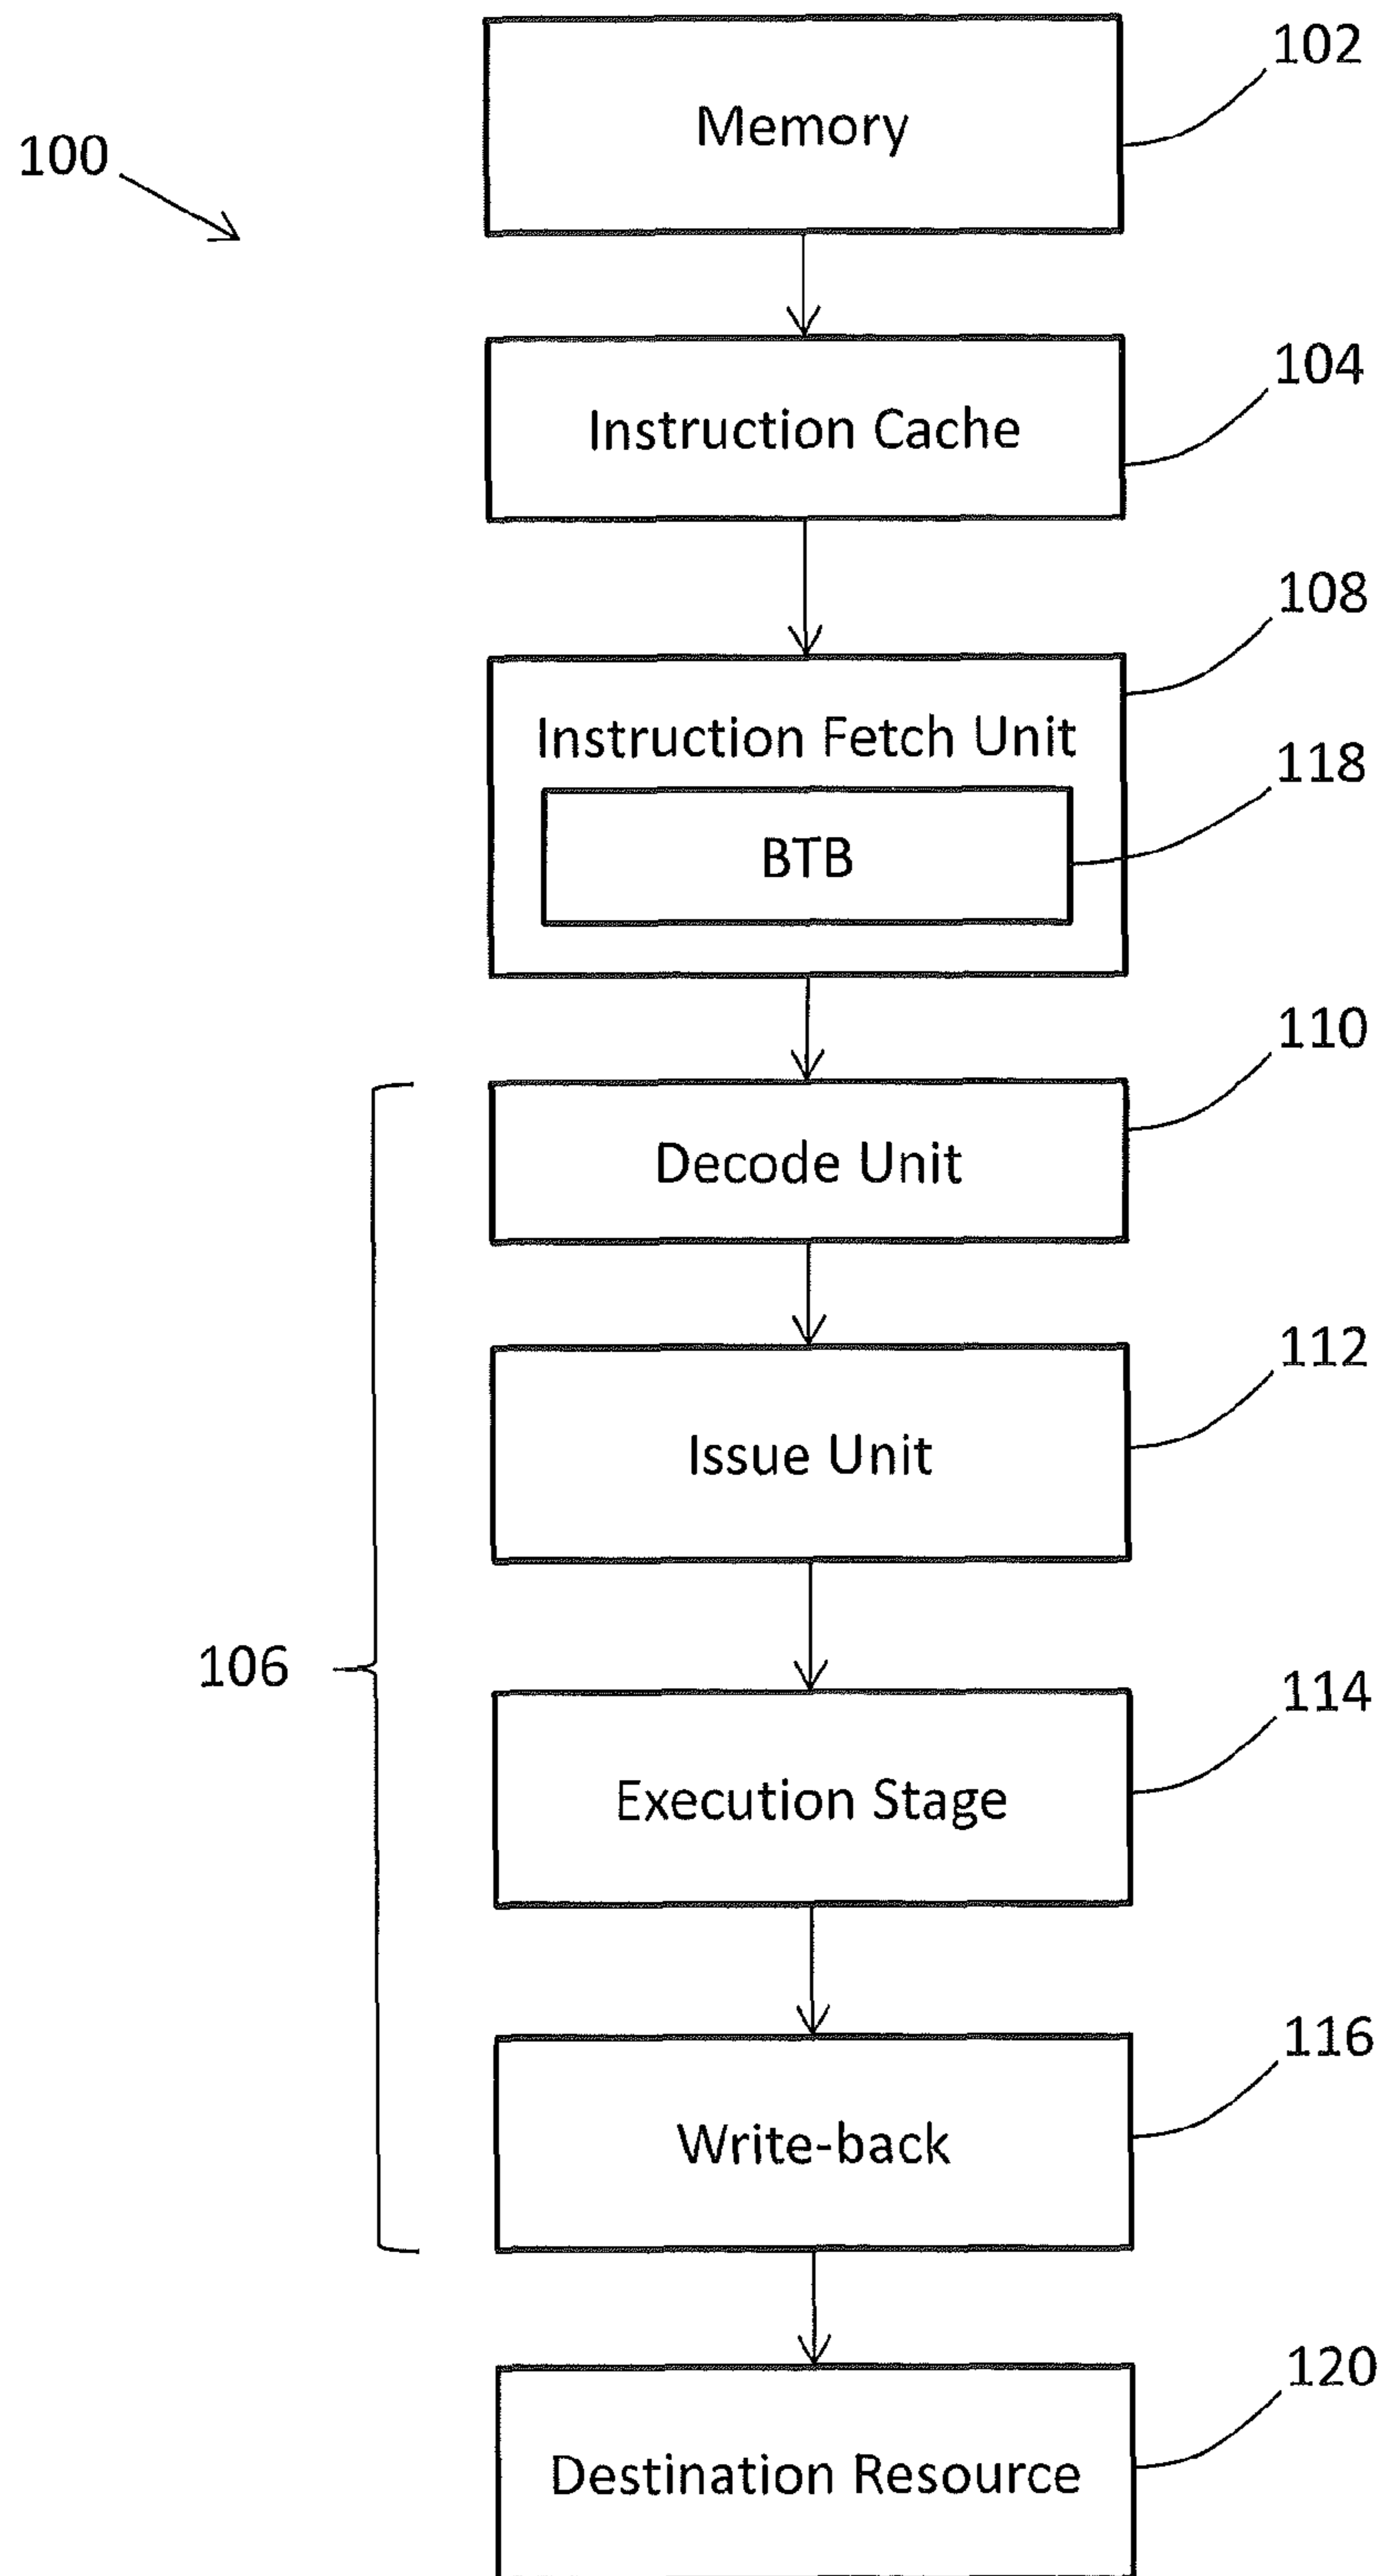 102
Memory
100
104
Instruction Cache
108
Instruction Fetch Unit
118
BTB
110
Decode Unit
112
Issue Unit
106
114
Execution Stage
116
Write-back
120
Destination Resource